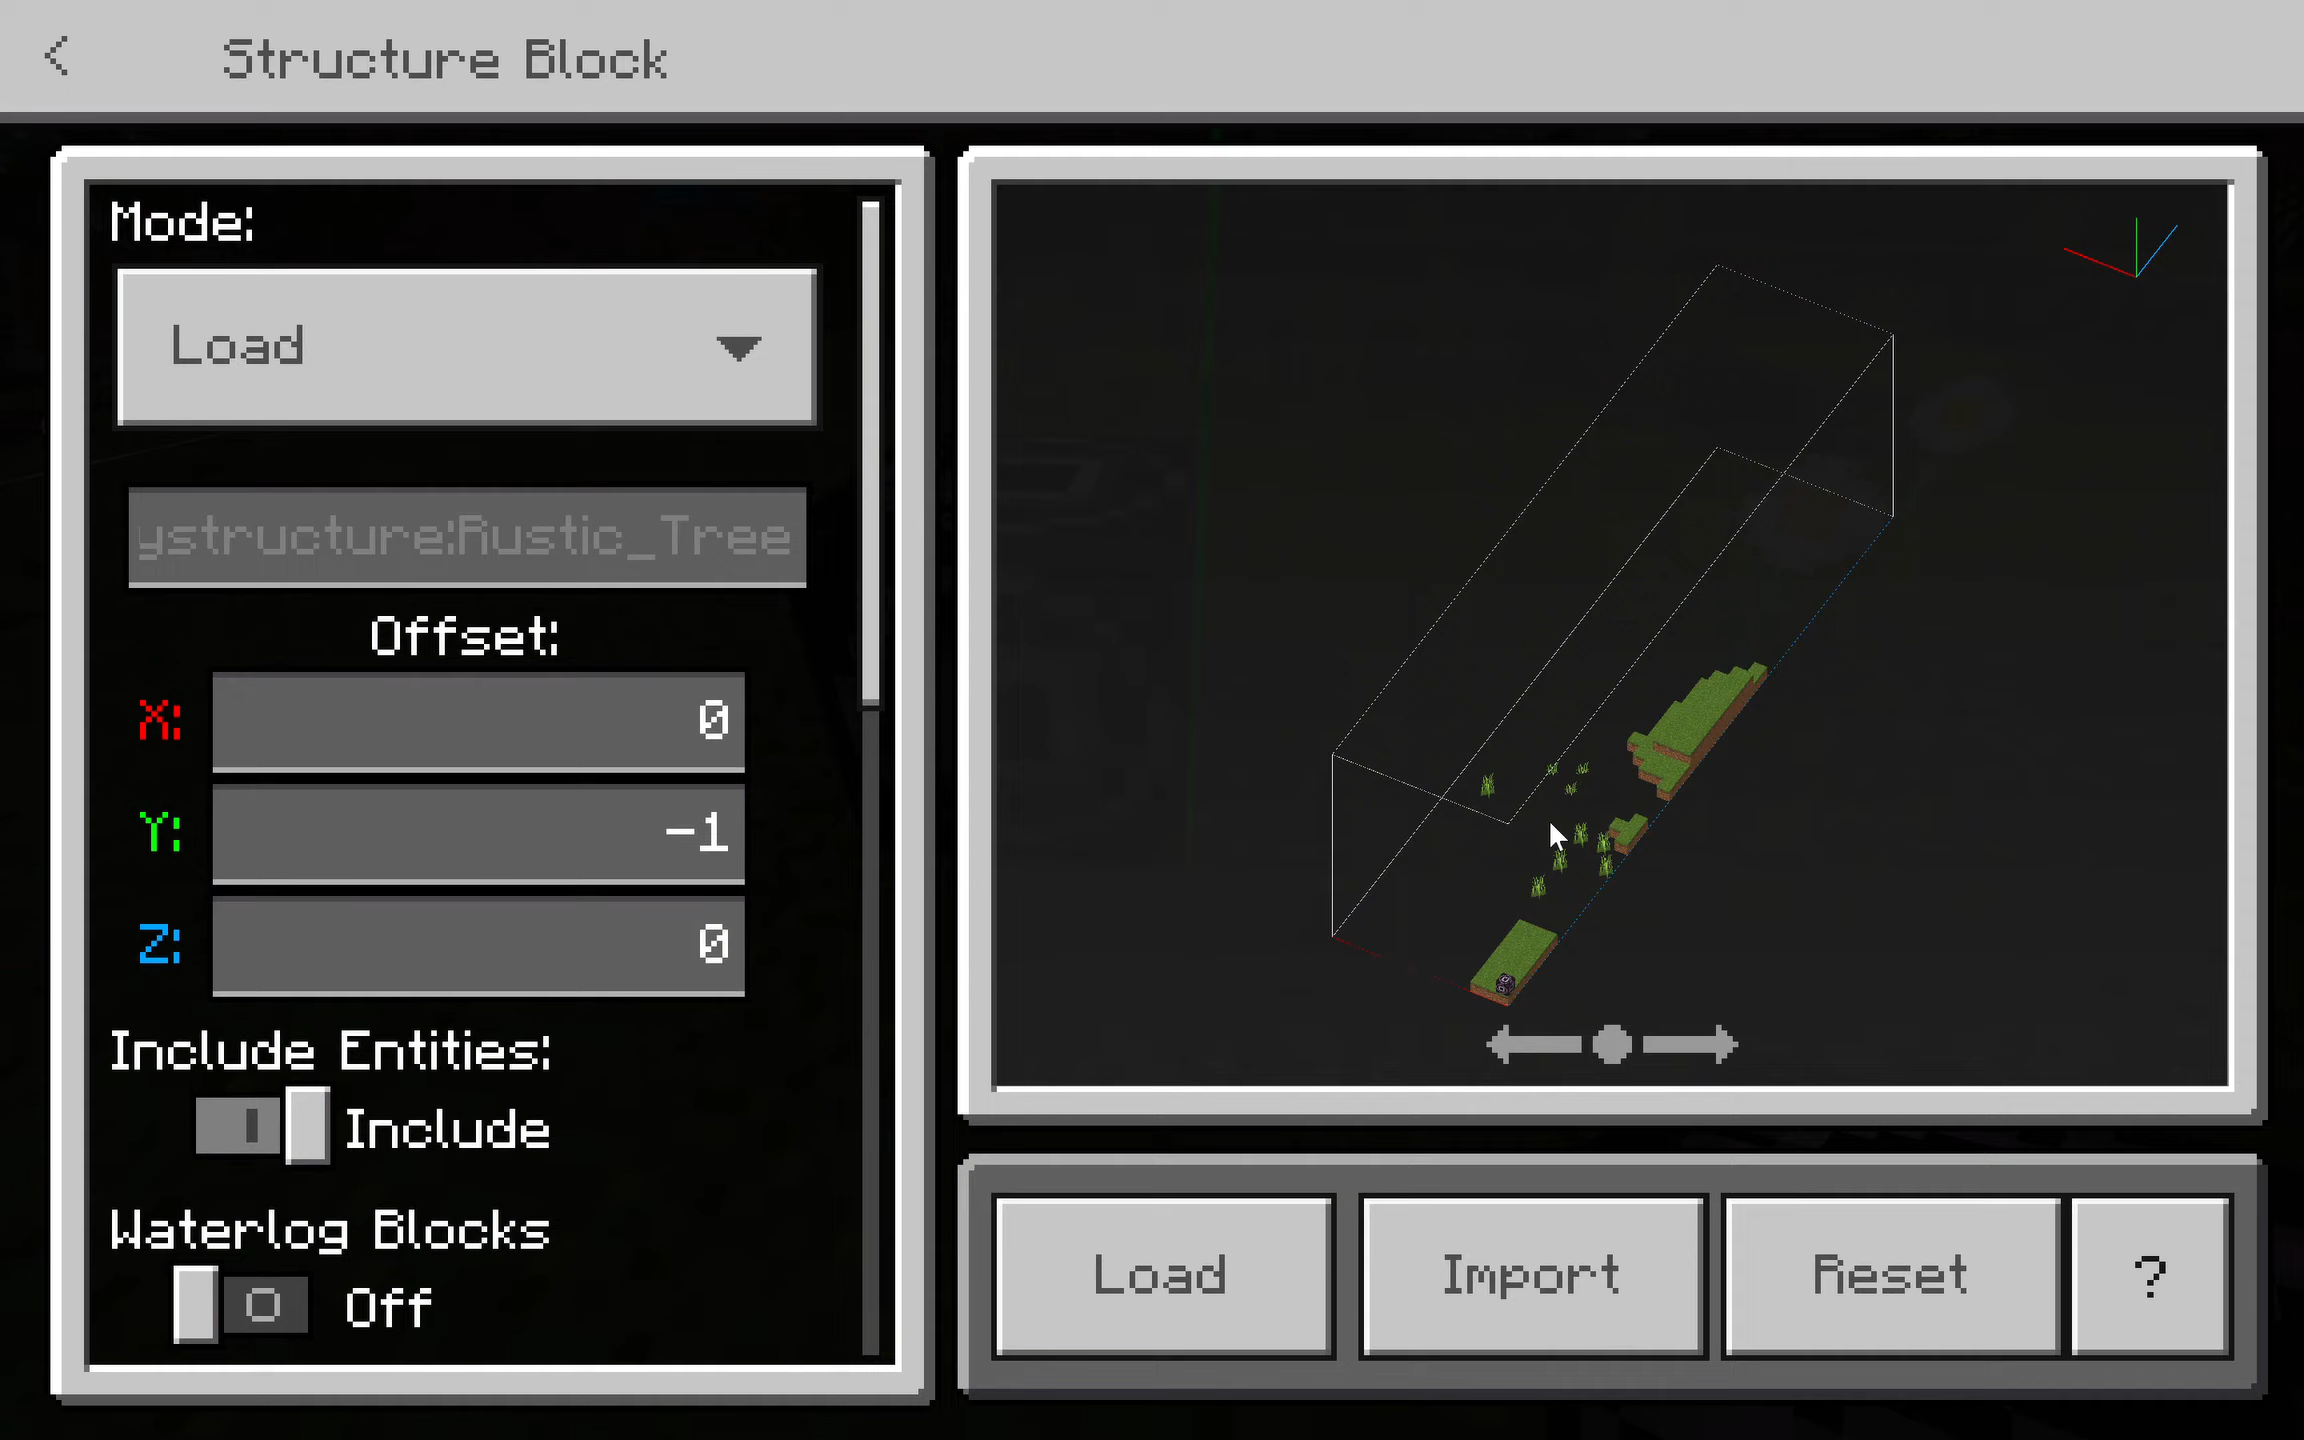 Structure Block
Mode:
Load
ystructure:Rustic_Tree
Offset:
X: 0
Y: -1
Z: 0
Include Entities:
Include
Waterlog Blocks
Off
Load
Import
Reset
?